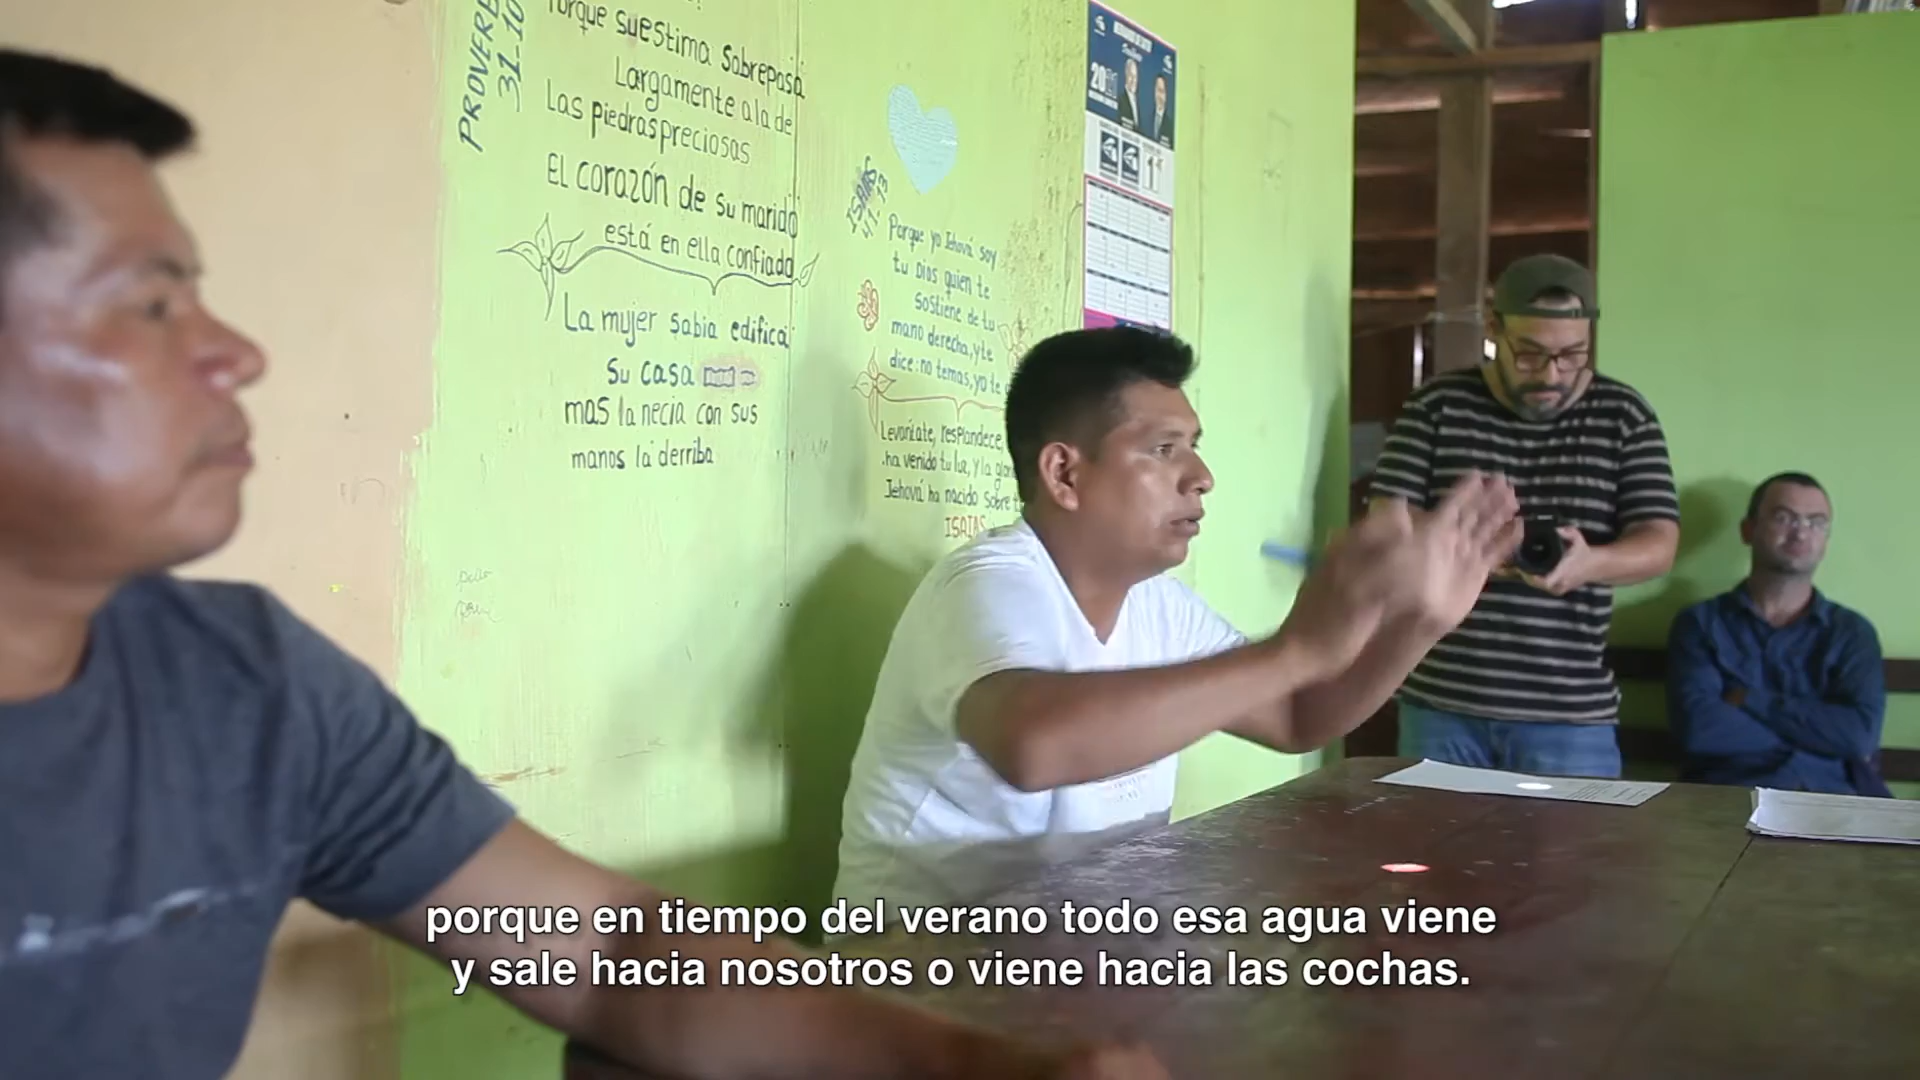 PROVERB
31-10
Porque su estima Sobrepasa
Largamente a la de
Las piedras preciosas
El corazón de su marido
está en ella confiado
La mujer sabia edifica
Su casa
mas la necia con sus
manos la derriba
ISAIAS
41:13
Porque yo Jehová soy
tu Dios quien te
Sostiene de tu
mano derecha, y te
dice: no temas, yo te
Levantate, resplandece,
ha venido tu luz, y la
Jehová ha nacido Sobre
ISAIAS
20
porque en tiempo del verano todo esa agua viene
y sale hacia nosotros o viene hacia las cochas.